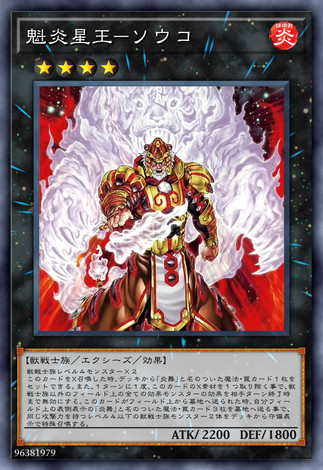 魁炎星王－ソウコ
炎
【獣戦士族／エクシーズ／効果】
獣戦士族レベル４モンスター×２
このカードをX召喚した時、デッキから「炎舞」と名のついた魔法・罠カード１枚を
セットできる。また、１ターンに１度、このカードのX素材を１つ取り除く事で、獣
戦士族以外のフィールド上の全ての効果モンスターの効果を相手ターン終了時ま
で無効にする。このカードがフィールド上から墓地へ送られた時、自分フィール
ド上の表側表示の「炎舞」と名のついた魔法・罠カード３枚を墓地へ送る事で、
同じ攻撃力を持つレベル４以下の獣戦士族モンスター２体をデッキから守備表
示で特殊召喚する。
ATK/ 2200　DEF/1800
96381979